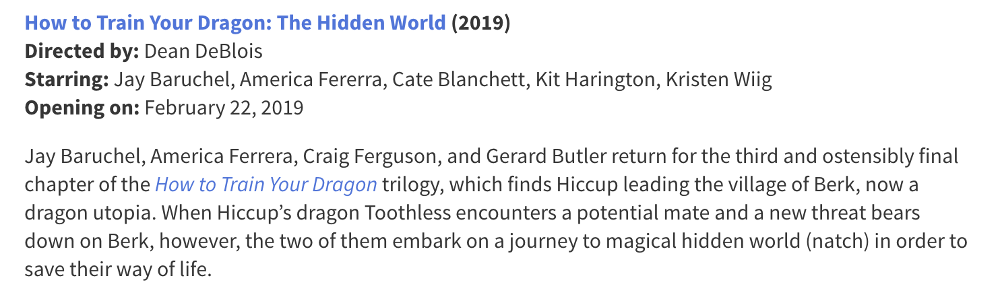 How to Train Your Dragon: The Hidden World (2019)
Directed by: Dean DeBlois
Starring: Jay Baruchel, America Fererra, Cate Blanchett, Kit Harington, Kristen Wiig
Opening on: February 22, 2019
Jay Baruchel, America Ferrera, Craig Ferguson, and Gerard Butler return for the third and ostensibly final
chapter of the How to Train Your Dragon trilogy, which finds Hiccup leading the village of Berk, now a
dragon utopia. When Hiccup’s dragon Toothless encounters a potential mate and a new threat bears
down on Berk, however, the two of them embark on a journey to magical hidden world (natch) in order to
save their way of life.